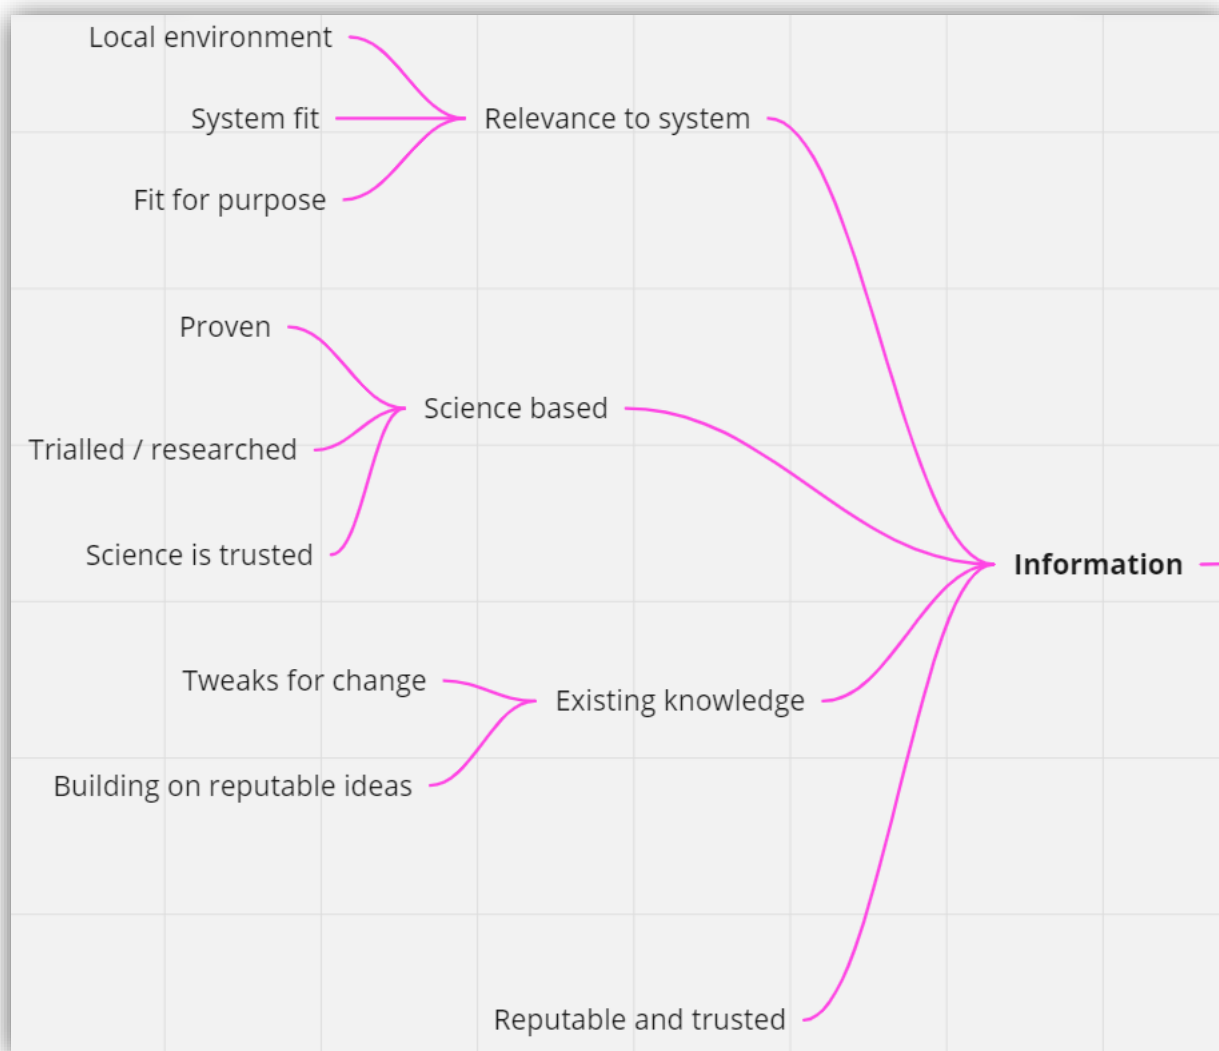 Local environment
System fit
Relevance to system
Fit for purpose
Proven
Science based
Trialled / researched
Science is trusted
Information
Tweaks for change
Existing knowledge
Building on reputable ideas
Reputable and trusted